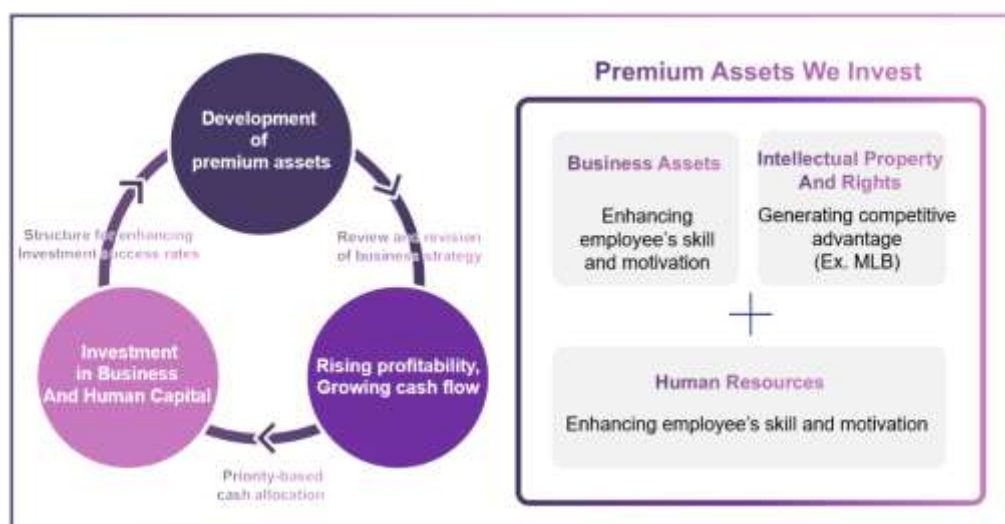 Development
of
premium assets
Structure for enhancing
Investment success rates
Review and revision
of business strategy
Investment
in Business
And Human Capital
Rising profitability,
Growing cash flow
Priority-based
cash allocation
Premium Assets We Invest
Business Assets
Enhancing
employee's skill
and motivation
Intellectual Property
And Rights
Generating competitive
advantage
(Ex. MLB)
Human Resources
Enhancing employee's skill and motivation